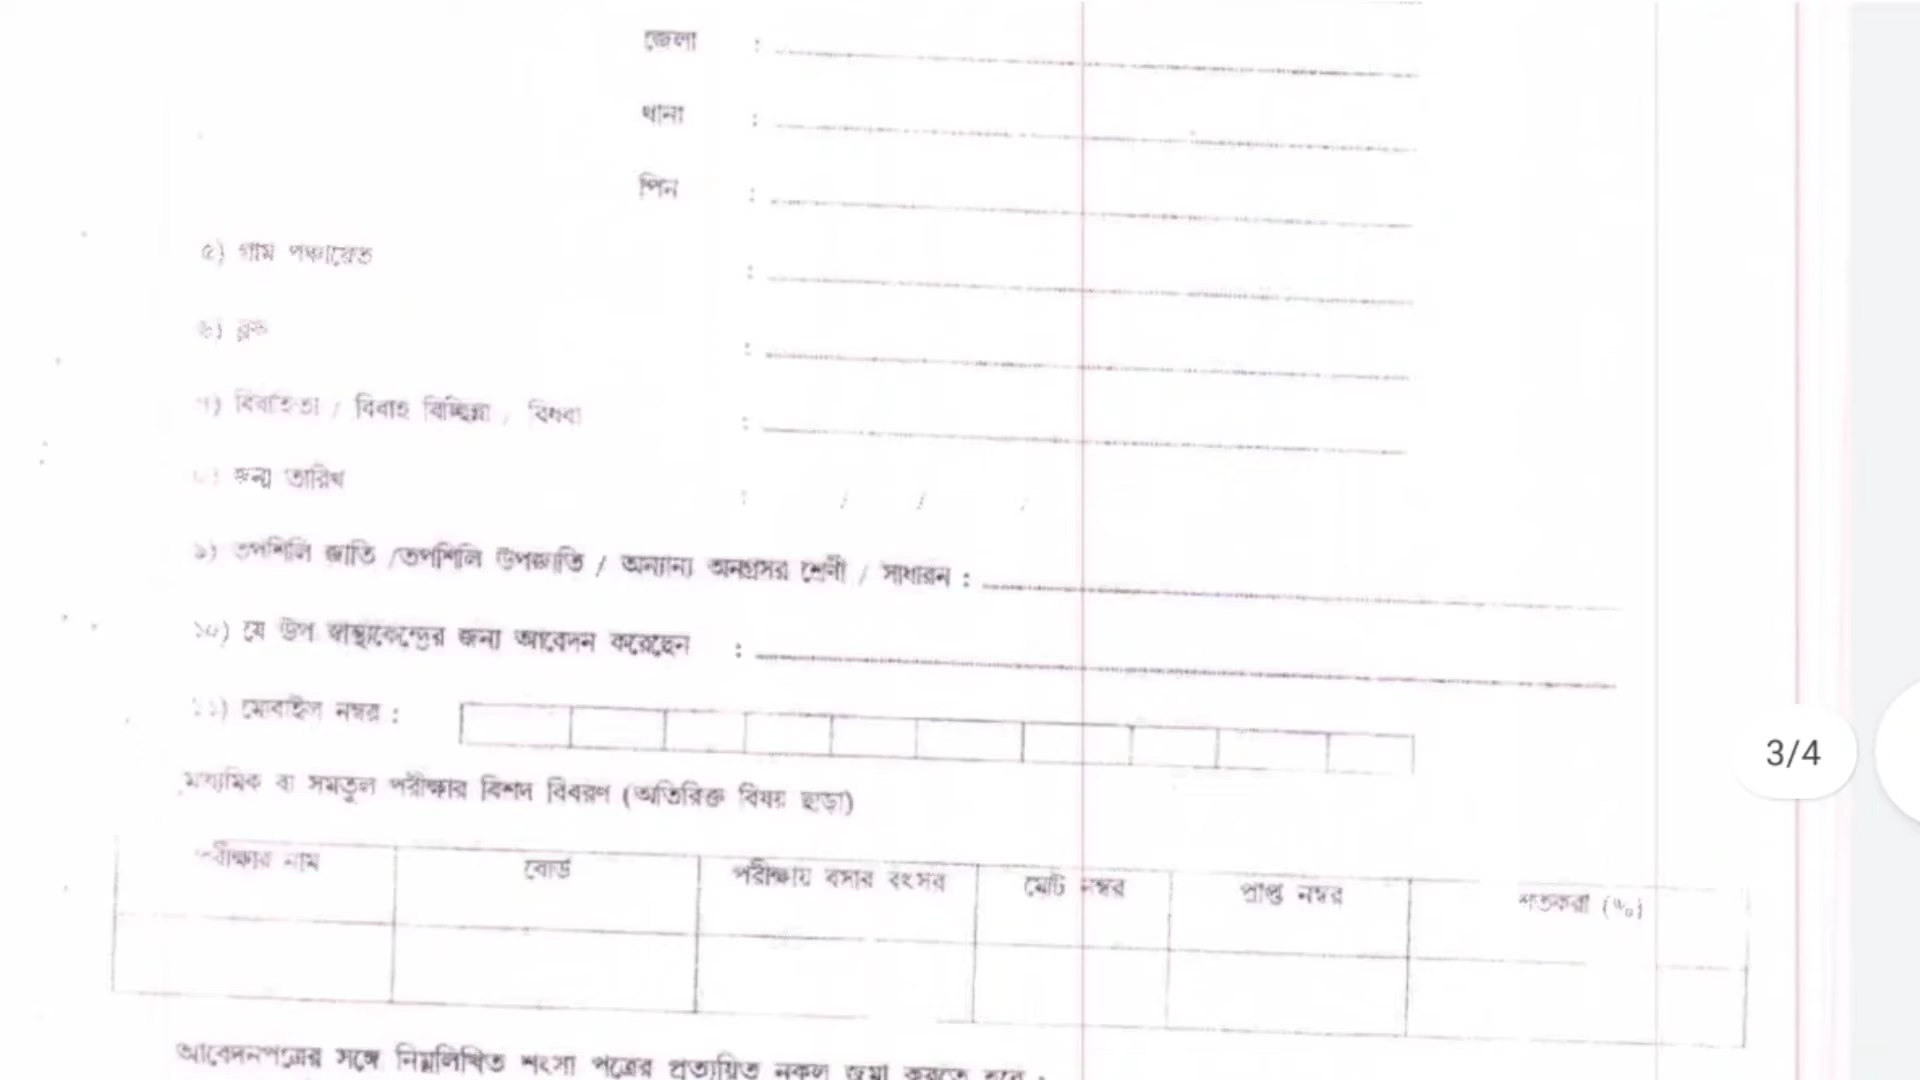 জেলা :
থানা :
পিন :
৫) গ্রাম পঞ্চায়েত :
৬) ব্লক :
৭) বিবাহিতা / বিবাহ বিচ্ছিন্না / বিধবা :
৮) জন্ম তারিখ : / / /
৯) তপশিলি জাতি /তপশিলি উপজাতি / অন্যান্য অনগ্রসর শ্রেণী / সাধারন :
১০) যে উপ স্বাস্থ্যকেন্দ্রের জন্য আবেদন করেছেন :
১১) মোবাইল নম্বর :
3/4
মাধ্যমিক বা সমতুল পরীক্ষার বিশদ বিবরণ (অতিরিক্ত বিষয় ছাড়া)
পরীক্ষার নাম বোর্ড পরীক্ষায় বসার বৎসর মোট নম্বর প্রাপ্ত নম্বর শতকরা (%)
আবেদনপত্রের সঙ্গে নিম্নলিখিত শংসা পত্রের প্রত্যয়িত নকল জমা করতে হবে :